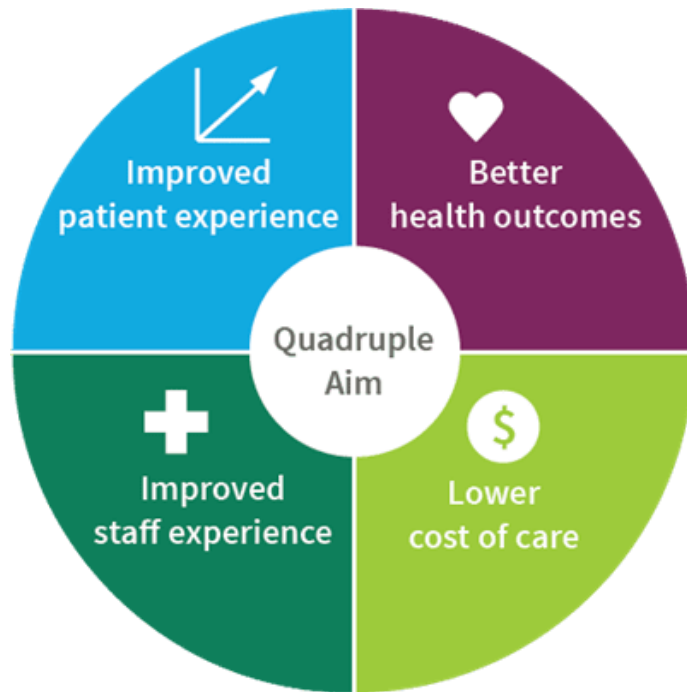 Improved
patient experience
Better
health outcomes
Quadruple
Aim
Improved
staff experience
$
Lower
cost of care